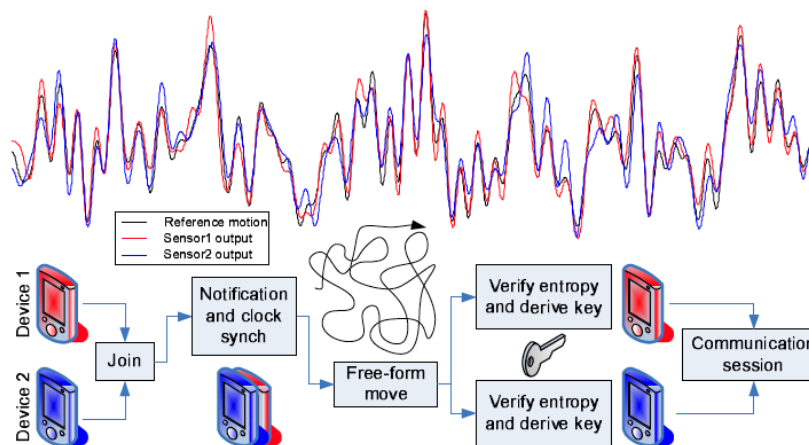 Reference motion
Sensor1 output
Sensor2 output
Device 1
Device 2
Join
Notification
and clock
synch
Free-form
move
Verify entropy
and derive key
Verify entropy
and derive key
Communication
session